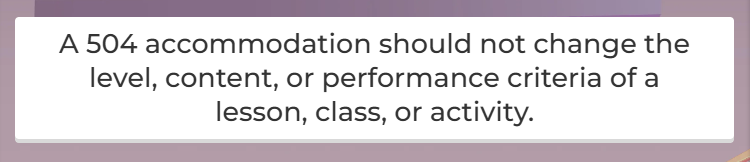 A 504 accommodation should not change the
level, content, or performance criteria of a
lesson, class, or activity.